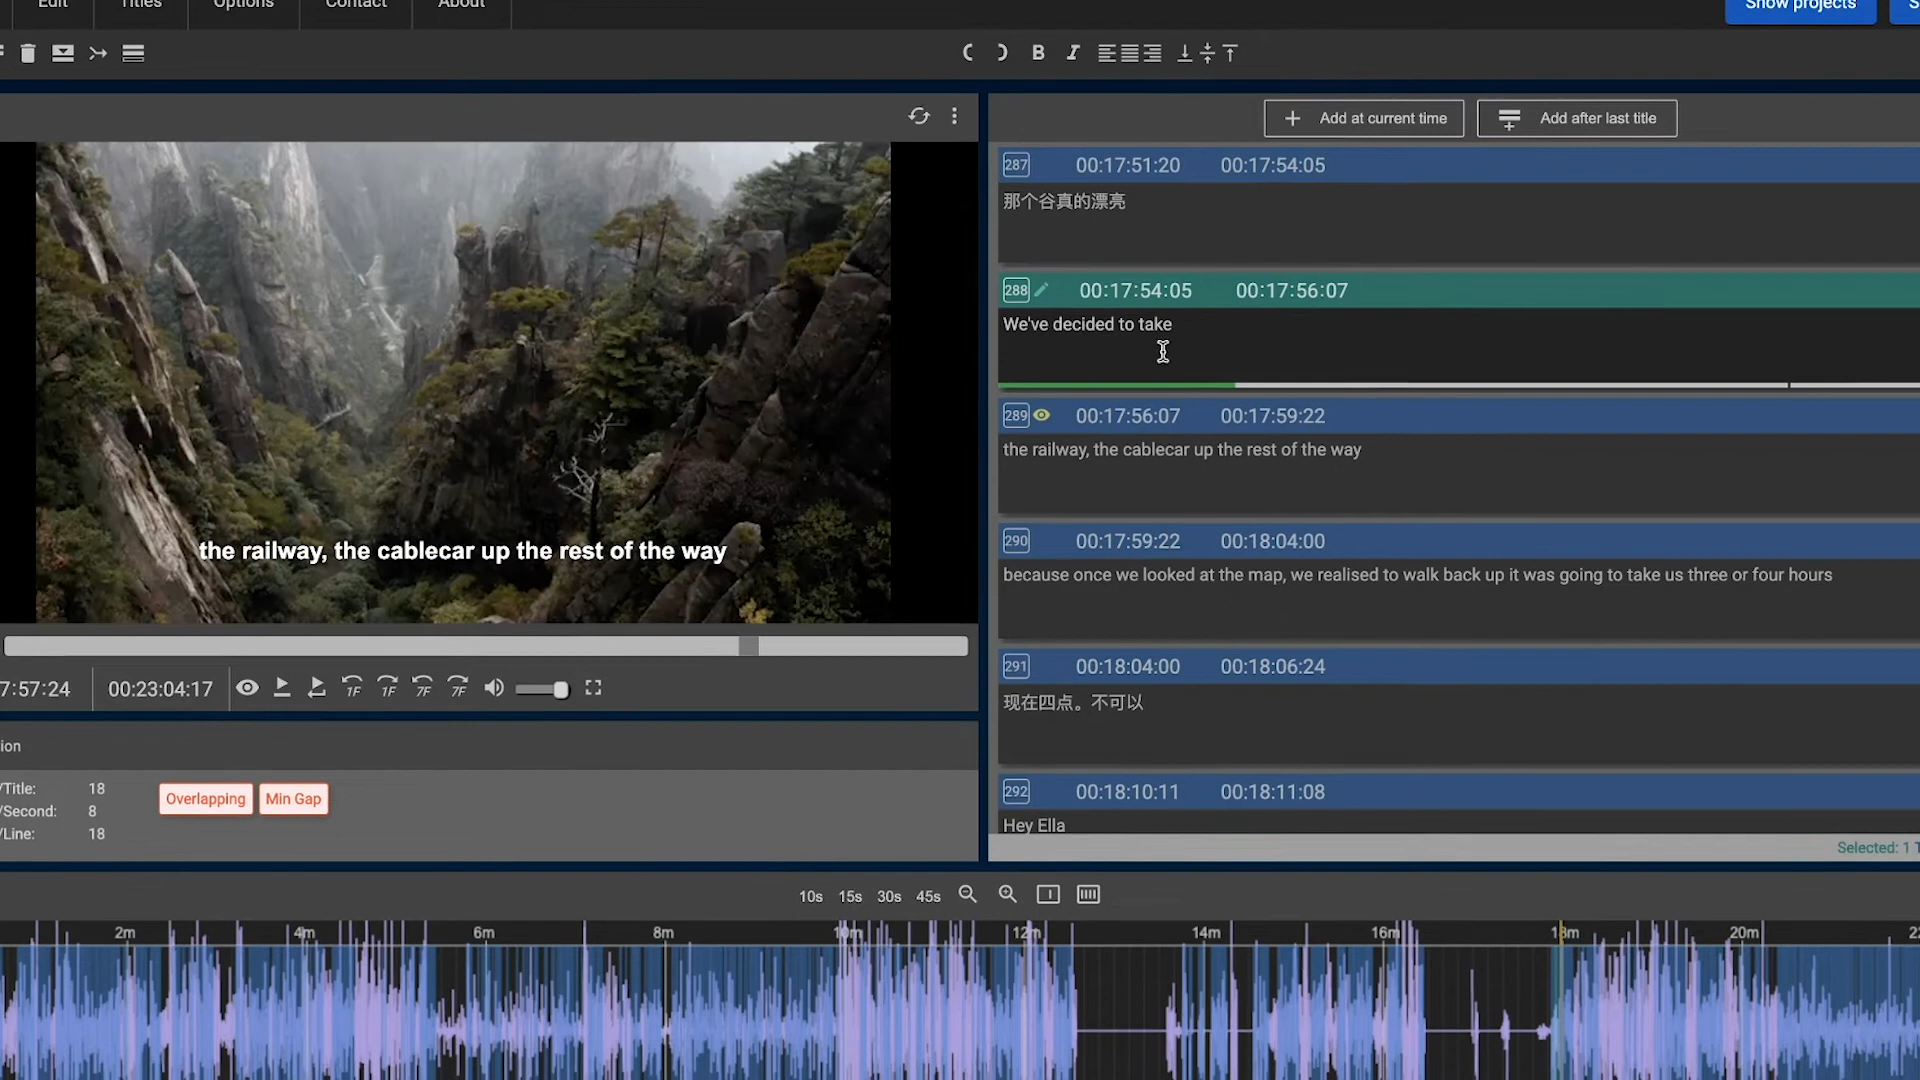 Edit Titles Options Contact About Show projects
Add at current time Add after last title
287 00:17:51:20 00:17:54:05
那个谷真的漂亮
288 00:17:54:05 00:17:56:07
We've decided to take
289 00:17:56:07 00:17:59:22
the railway, the cablecar up the rest of the way
290 00:17:59:22 00:18:04:00
because once we looked at the map, we realised to walk back up it was going to take us three or four hours
291 00:18:04:00 00:18:06:24
现在四点。不可以
292 00:18:10:11 00:18:11:08
Hey Ella
Selected: 1
the railway, the cablecar up the rest of the way
7:57:24 00:23:04:17 1F 1F 7F 7F
ion
/Title: 18
/Second: 8
/Line: 18
Overlapping Min Gap
10s 15s 30s 45s
2m 4m 6m 8m 10m 12m 14m 16m 18m 20m